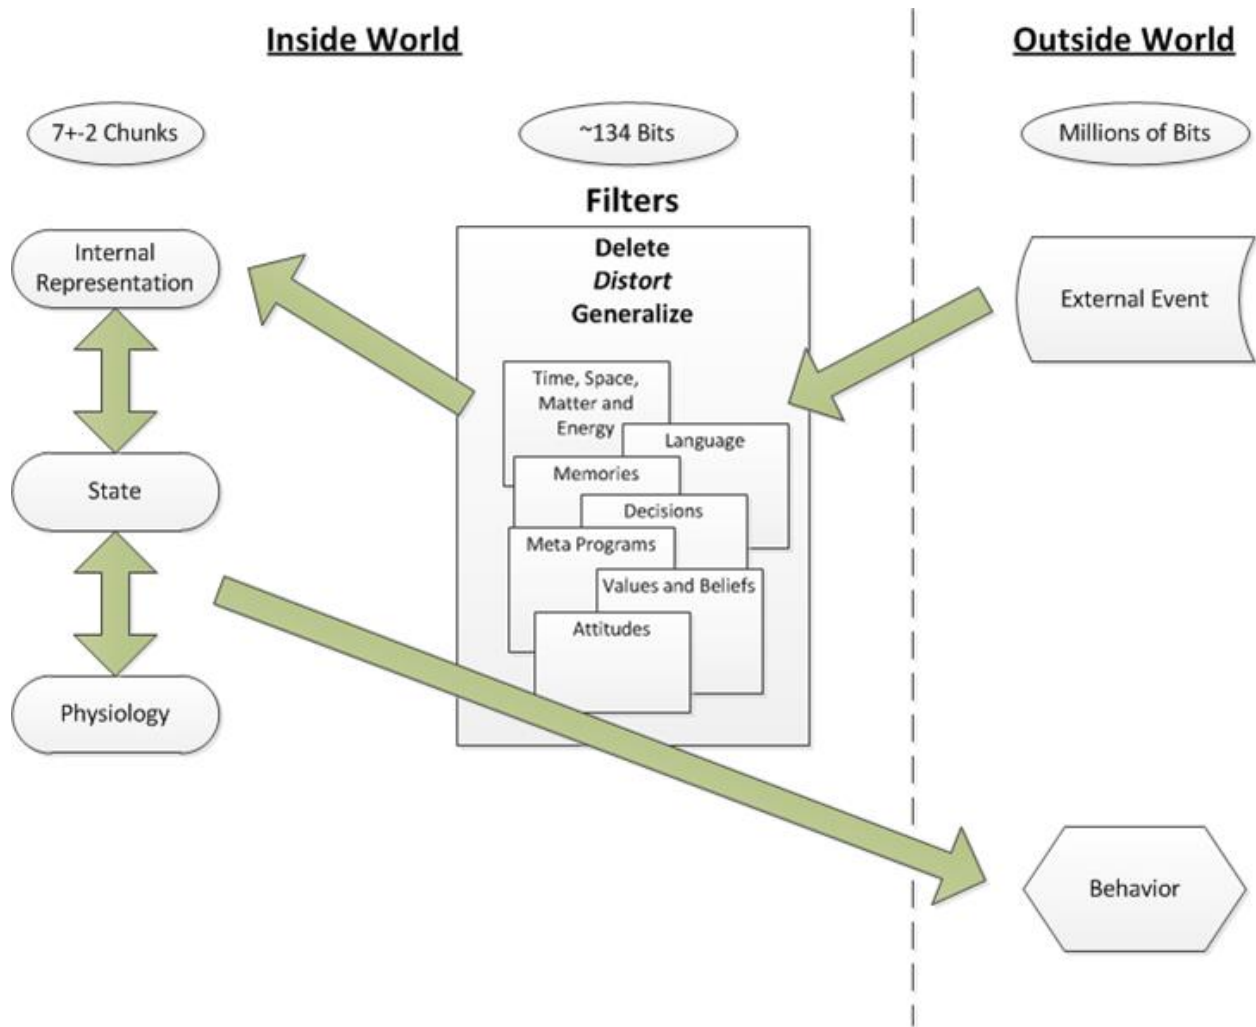 Inside World
Outside World
7+-2 Chunks
~134 Bits
Millions of Bits
Filters
Delete
Distort
Generalize
Internal
Representation
External Event
Time, Space,
Matter and
Energy
Language
Memories
State
Decisions
Meta Programs
Values and Beliefs
Attitudes
Physiology
Behavior